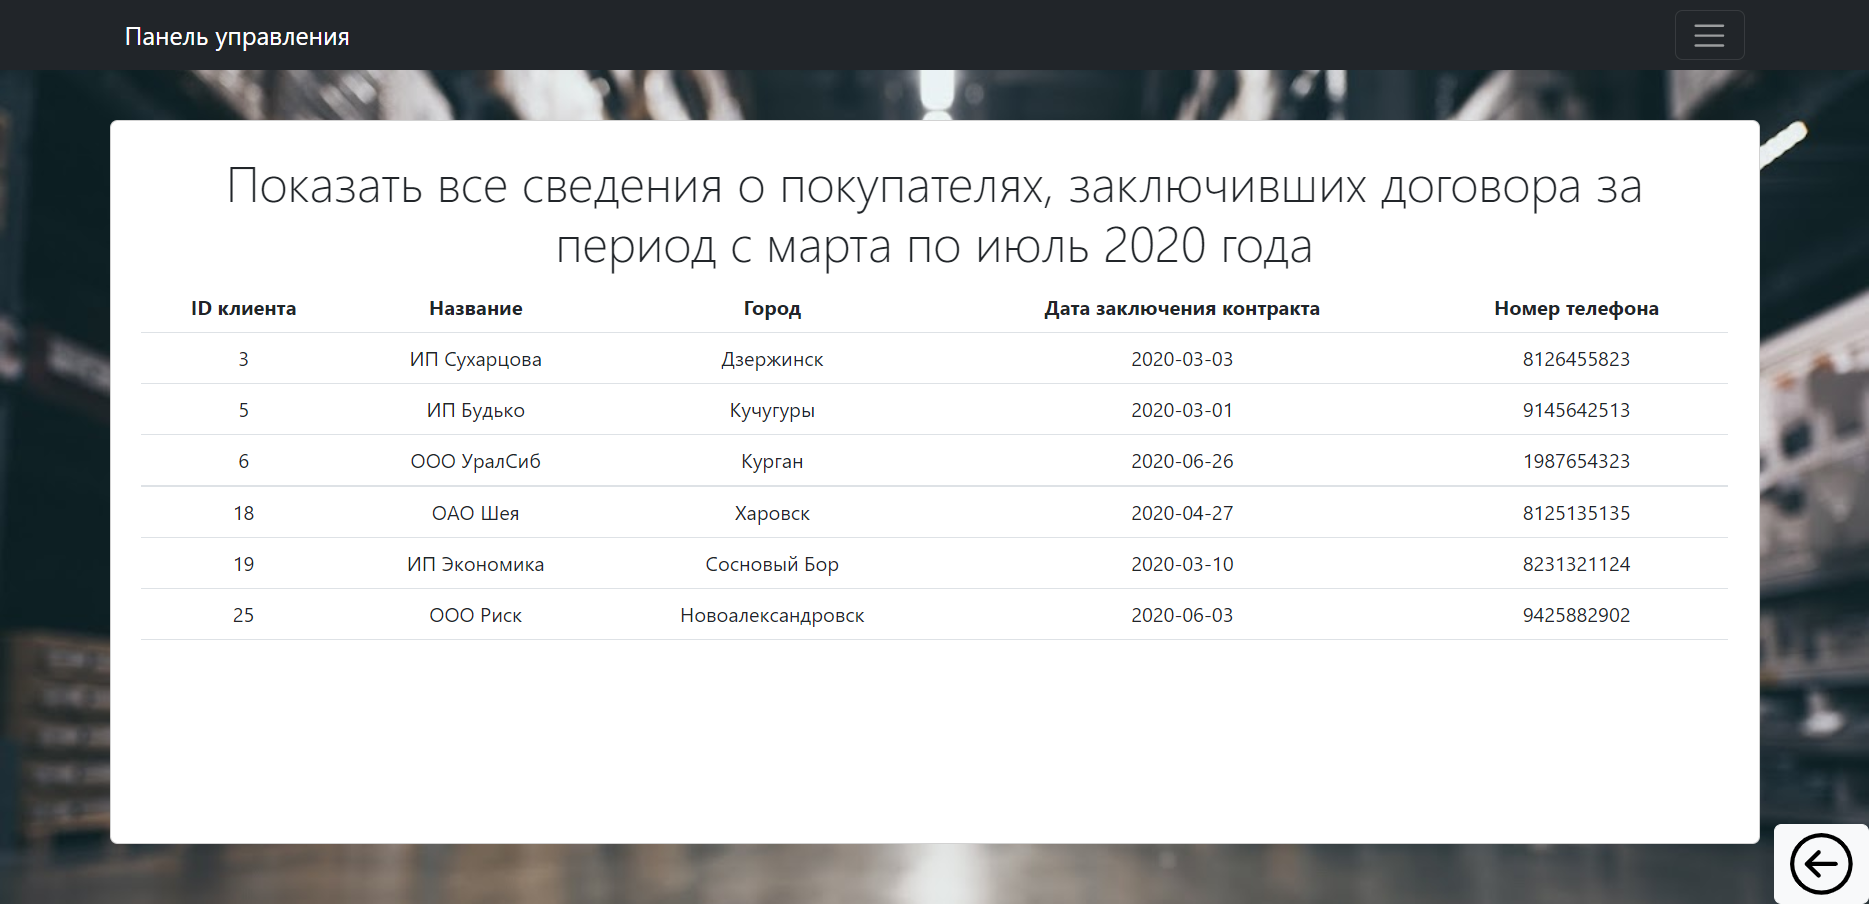 Панель управления
Показать все сведения о покупателях, заключивших договора за
период с марта по июль 2020 года
ID клиента Название Город Дата заключения контракта Номер телефона
3 ИП Сухарцова Дзержинск 2020-03-03 8126455823
5 ИП Будько Кучугуры 2020-03-01 9145642513
6 ООО УралСиб Курган 2020-06-26 1987654323
18 ОАО Шея Харовск 2020-04-27 8125135135
19 ИП Экономика Сосновый Бор 2020-03-10 8231321124
25 ООО Риск Новоалександровск 2020-06-03 9425882902